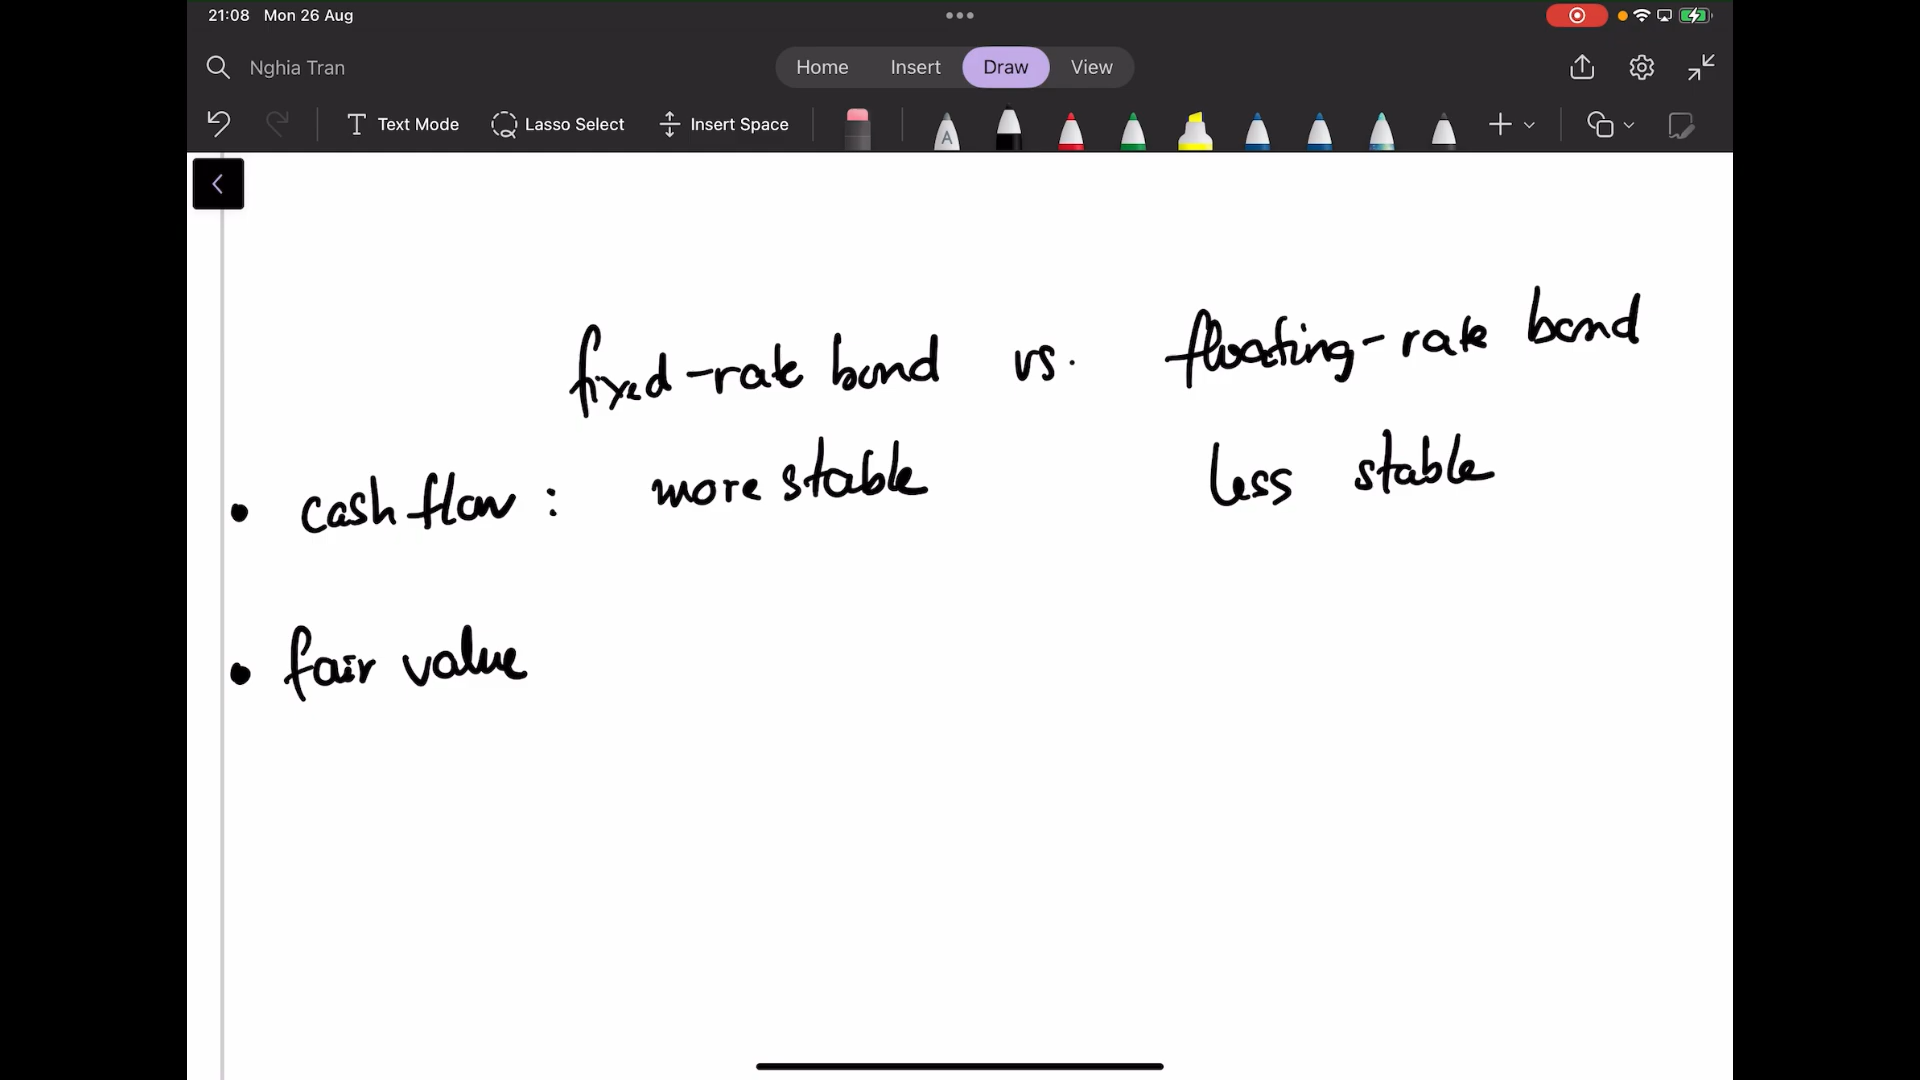 21:08 Mon 26 Aug
Nghia Tran Home Insert Draw View
Text Mode Lasso Select Insert Space A
fixed-rate bond vs. floating-rate bond
• cash flow : more stable less stable
• fair value